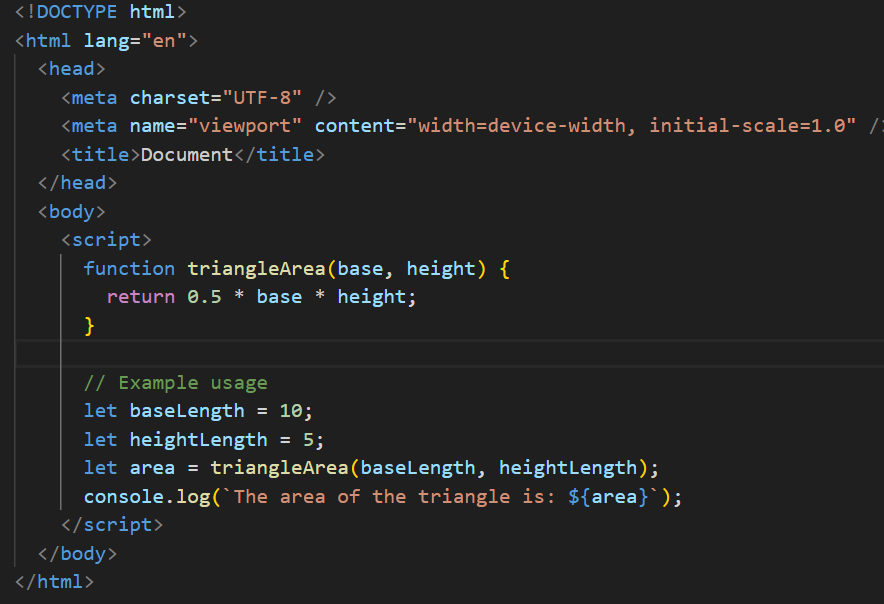 <!DOCTYPE html>
<html lang="en">
<head>
<meta charset="UTF-8" />
<meta name="viewport" content="width=device-width, initial-scale=1.0" />
<title>Document</title>
</head>
<body>
<script>
function triangleArea(base, height) {
return 0.5 * base * height;
}
// Example usage
let baseLength = 10;
let heightLength = 5;
let area = triangleArea(baseLength, heightLength);
console.log(`The area of the triangle is: ${area}`);
</script>
</body>
</html>